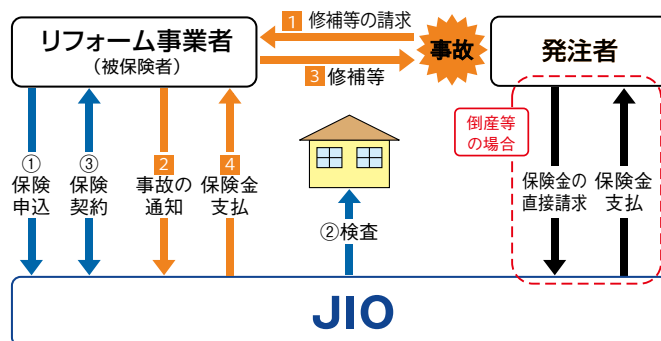 リフォーム事業者
（被保険者）
1 修補等の請求
3 修補等
事故
発注者
倒産等
の場合
①
保険
申込
③
保険
契約
2
事故の
通知
4
保険金
支払
②検査
保険金の
直接請求
保険金
支払
JIO